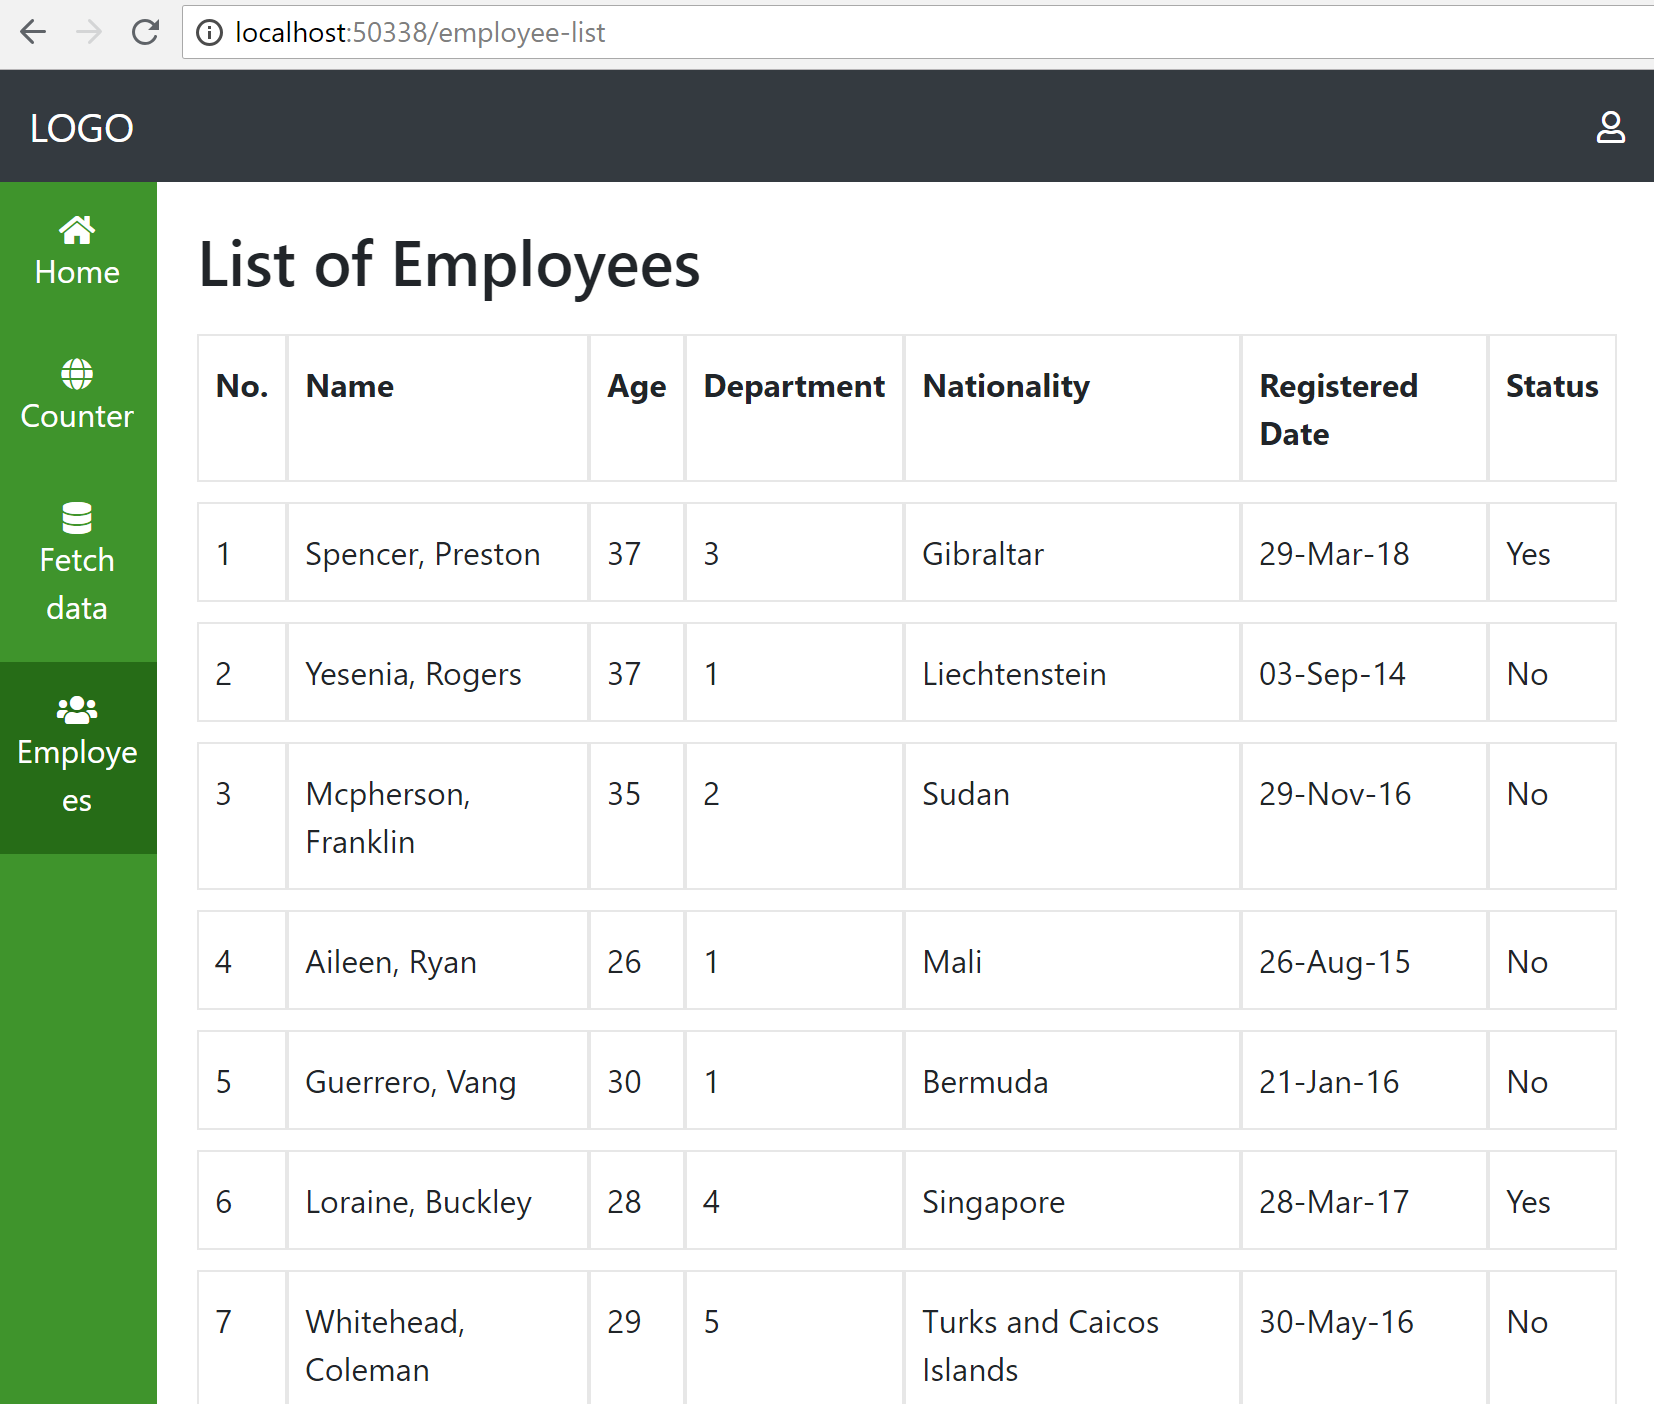 localhost:50338/employee-list
LOGO
Home
Counter
Fetch
data
Employe
es
List of Employees
No. Name Age Department Nationality Registered Status
Date
1 Spencer, Preston 37 3 Gibraltar 29-Mar-18 Yes
2 Yesenia, Rogers 37 1 Liechtenstein 03-Sep-14 No
3 Mcpherson, 35 2 Sudan 29-Nov-16 No
Franklin
4 Aileen, Ryan 26 1 Mali 26-Aug-15 No
5 Guerrero, Vang 30 1 Bermuda 21-Jan-16 No
6 Loraine, Buckley 28 4 Singapore 28-Mar-17 Yes
7 Whitehead, 29 5 Turks and Caicos 30-May-16 No
Coleman Islands